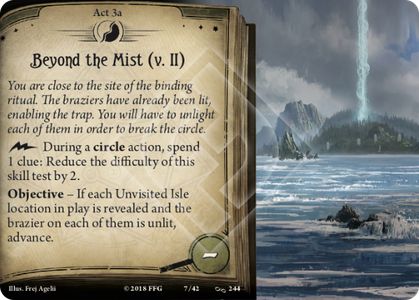 Act 3a
Beyond the Mist (v. II)
You are close to the site of the binding
ritual. The braziers have already been lit,
enabling the trap. You will have to unlight
each of them in order to break the circle.
During a circle action, spend
1 clue: Reduce the difficulty of this
skill test by 2.
Objective – If each Unvisited Isle
location in play is revealed and the
brazier on each of them is unlit,
advance.
–
Illus. Frej Agelii
© 2018 FFG
7/42
244